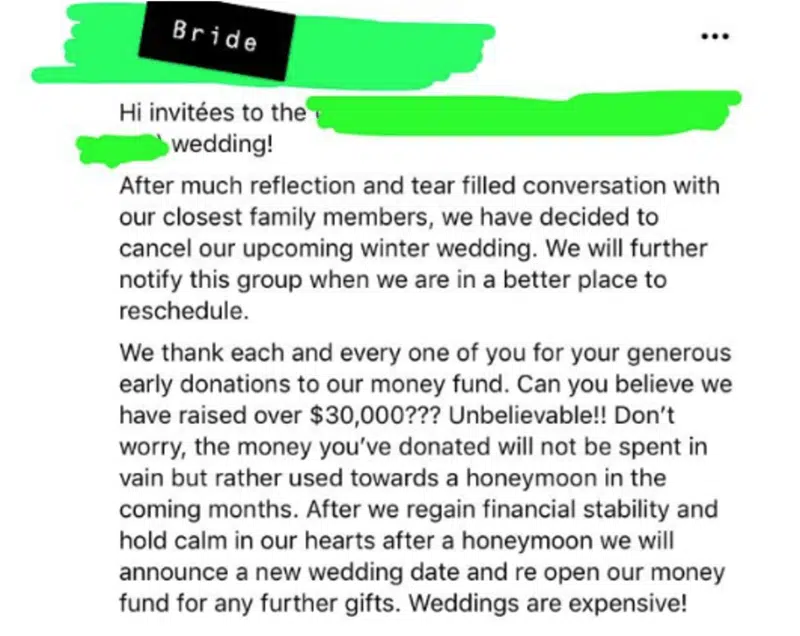 Bride
Hi invitées to the
wedding!
After much reflection and tear filled conversation with
our closest family members, we have decided to
cancel our upcoming winter wedding. We will further
notify this group when we are in a better place to
reschedule.
We thank each and every one of you for your generous
early donations to our money fund. Can you believe we
have raised over $30,000??? Unbelievable!! Don’t
worry, the money you’ve donated will not be spent in
vain but rather used towards a honeymoon in the
coming months. After we regain financial stability and
hold calm in our hearts after a honeymoon we will
announce a new wedding date and re open our money
fund for any further gifts. Weddings are expensive!